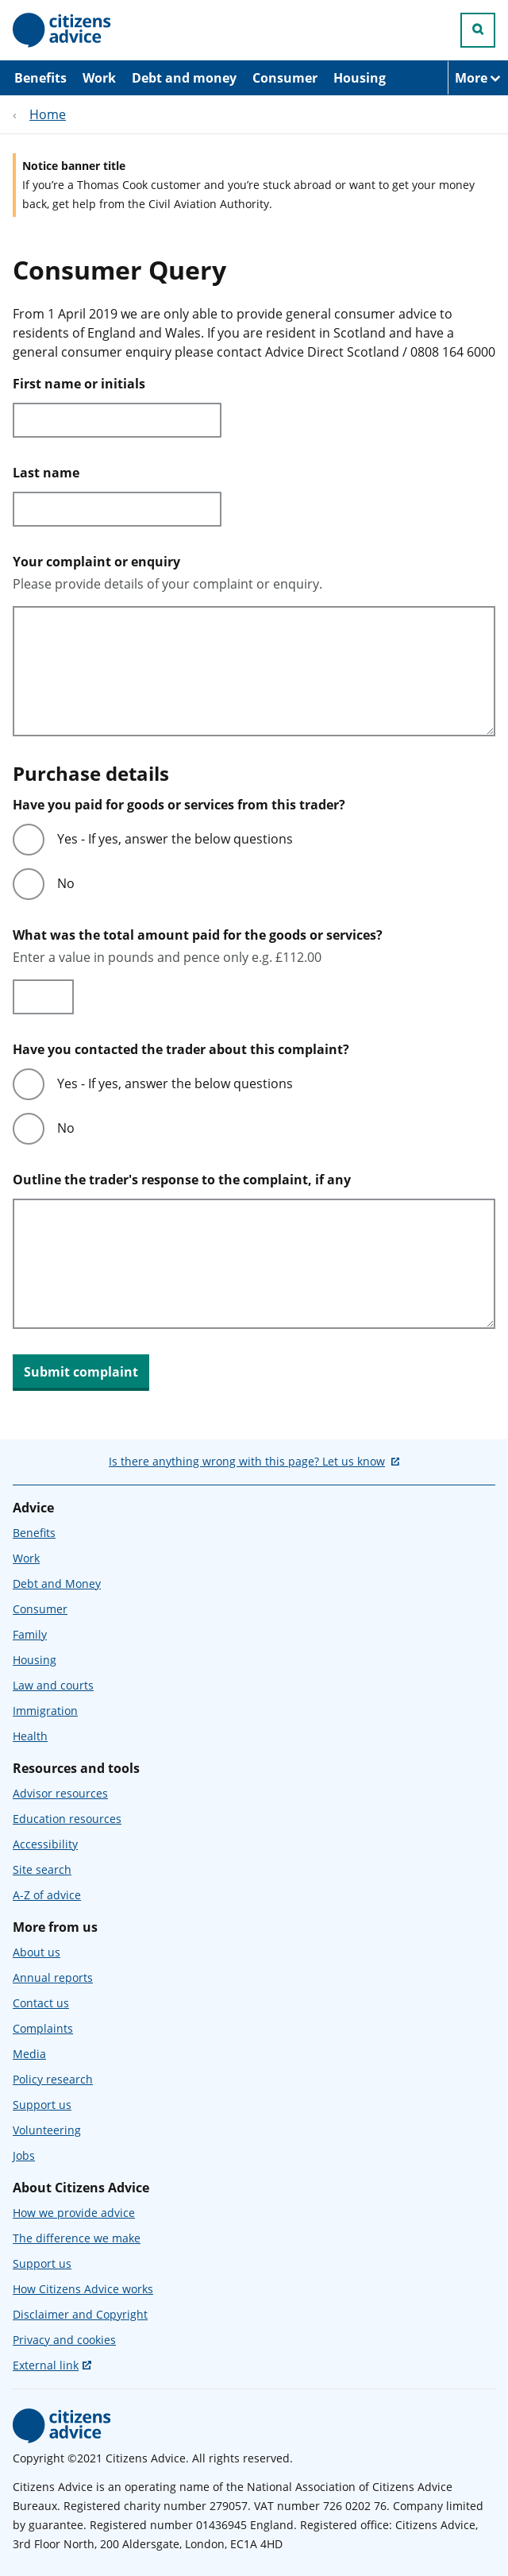 citizens
advice
Benefits Work Debt and money Consumer Housing More
‹ Home
Notice banner title
If you’re a Thomas Cook customer and you’re stuck abroad or want to get your money
back, get help from the Civil Aviation Authority.
Consumer Query
From 1 April 2019 we are only able to provide general consumer advice to
residents of England and Wales. If you are resident in Scotland and have a
general consumer enquiry please contact Advice Direct Scotland / 0808 164 6000
First name or initials
Last name
Your complaint or enquiry
Please provide details of your complaint or enquiry.
Purchase details
Have you paid for goods or services from this trader?
Yes - If yes, answer the below questions
No
What was the total amount paid for the goods or services?
Enter a value in pounds and pence only e.g. £112.00
Have you contacted the trader about this complaint?
Yes - If yes, answer the below questions
No
Outline the trader's response to the complaint, if any
Submit complaint
Is there anything wrong with this page? Let us know
Advice
Benefits
Work
Debt and Money
Consumer
Family
Housing
Law and courts
Immigration
Health
Resources and tools
Advisor resources
Education resources
Accessibility
Site search
A-Z of advice
More from us
About us
Annual reports
Contact us
Complaints
Media
Policy research
Support us
Volunteering
Jobs
About Citizens Advice
How we provide advice
The difference we make
Support us
How Citizens Advice works
Disclaimer and Copyright
Privacy and cookies
External link
citizens
advice
Copyright ©2021 Citizens Advice. All rights reserved.
Citizens Advice is an operating name of the National Association of Citizens Advice
Bureaux. Registered charity number 279057. VAT number 726 0202 76. Company limited
by guarantee. Registered number 01436945 England. Registered office: Citizens Advice,
3rd Floor North, 200 Aldersgate, London, EC1A 4HD